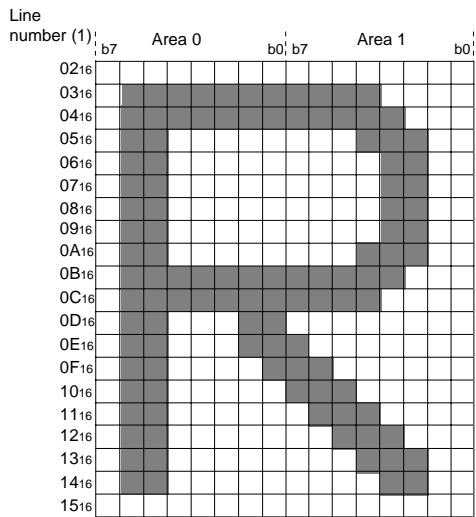 Line
number (1)
Area 0 Area 1
b7 b0 b7 b0
02₁₆
03₁₆
04₁₆
05₁₆
06₁₆
07₁₆
08₁₆
09₁₆
0A₁₆
0B₁₆
0C₁₆
0D₁₆
0E₁₆
0F₁₆
10₁₆
11₁₆
12₁₆
13₁₆
14₁₆
15₁₆